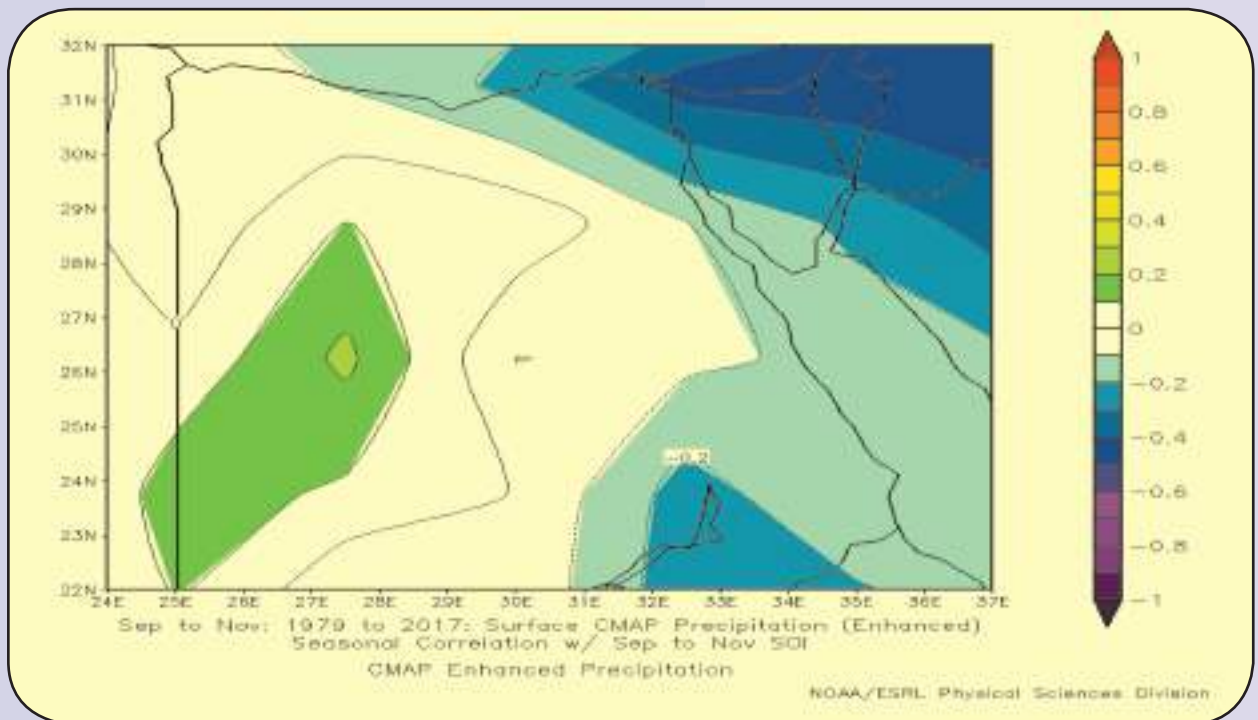 32N
31N
30N
29N
28N
27N
26N
25N
24N
23N
22N
0
-0.2
24E 25E 26E 27E 28E 29E 30E 31E 32E 33E 34E 35E 36E 37E
1
0.8
0.6
0.4
0.2
0
-0.2
-0.4
-0.6
-0.8
-1
Sep to Nov: 1979 to 2017: Surface CMAP Precipitation (Enhanced)
Seasonal Correlation w/ Sep to Nov SOI
CMAP Enhanced Precipitation
NOAA/ESRL Physical Sciences Division